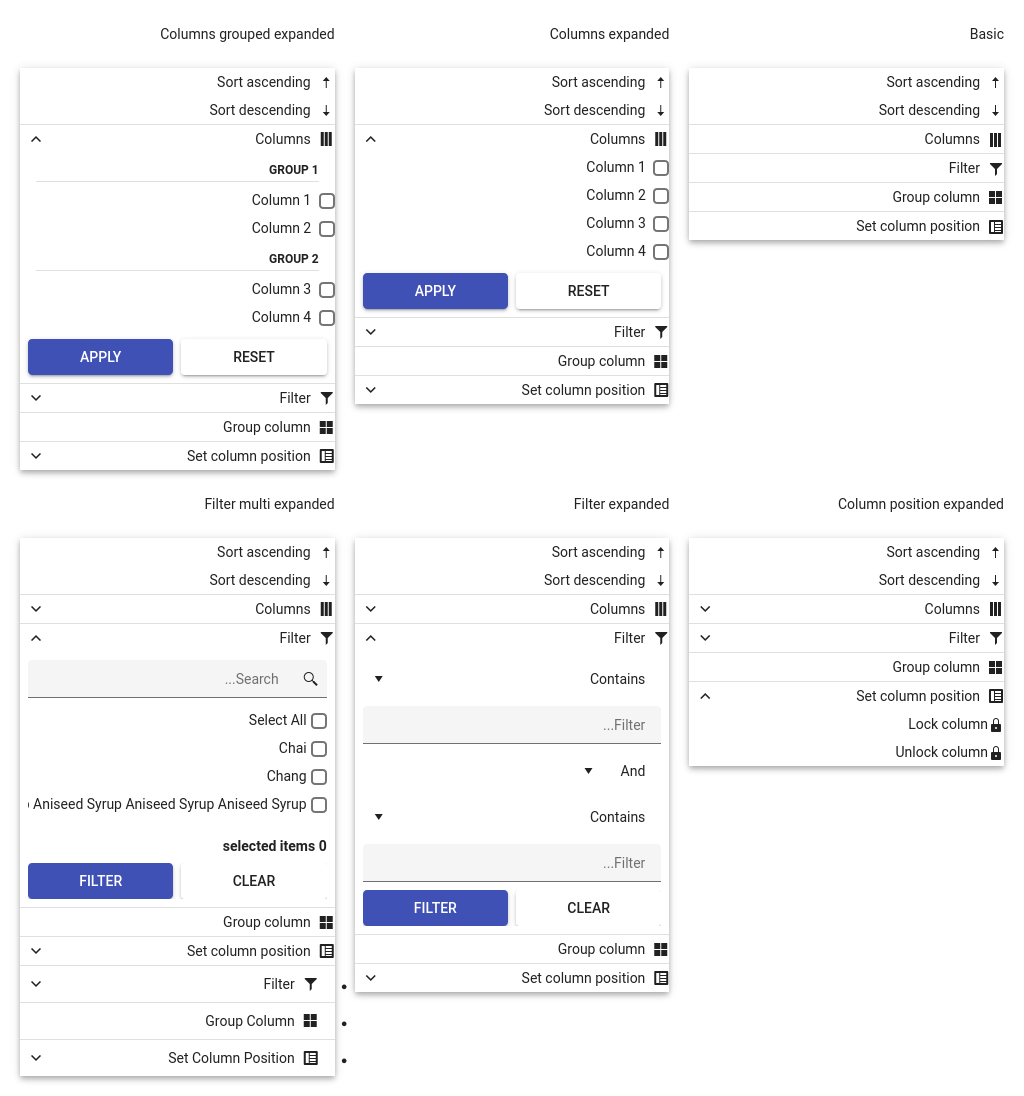 Basic
Sort ascending
Sort descending
Columns
Filter
Group column
Set column position
Columns expanded
Sort ascending
Sort descending
Columns
Column 1
Column 2
Column 3
Column 4
APPLY RESET
Filter
Group column
Set column position
Columns grouped expanded
Sort ascending
Sort descending
Columns
GROUP 1
Column 1
Column 2
GROUP 2
Column 3
Column 4
APPLY RESET
Filter
Group column
Set column position
Column position expanded
Sort ascending
Sort descending
Columns
Filter
Group column
Set column position
Lock column
Unlock column
Filter expanded
Sort ascending
Sort descending
Columns
Filter
Contains
...Filter
And
Contains
...Filter
FILTER CLEAR
Group column
Set column position
Filter multi expanded
Sort ascending
Sort descending
Columns
Filter
...Search
Select All
Chai
Chang
Aniseed Syrup Aniseed Syrup Aniseed Syrup
selected items 0
FILTER CLEAR
Group column
Set column position
Filter
Group Column
Set Column Position